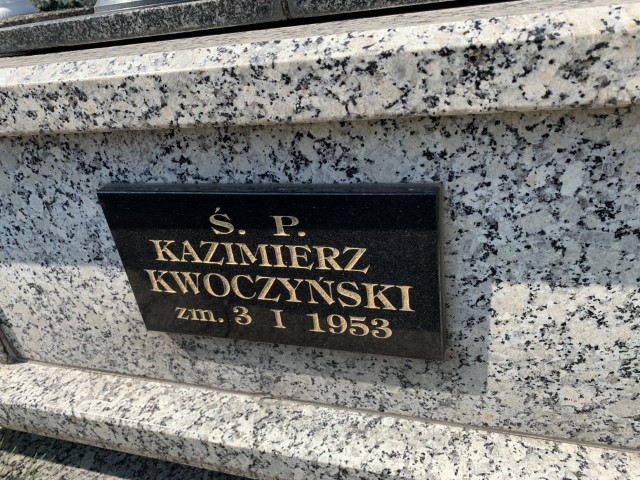 Ś. P.
KAZIMIERZ
KWOCZYŃSKI
zm. 3 I 1953